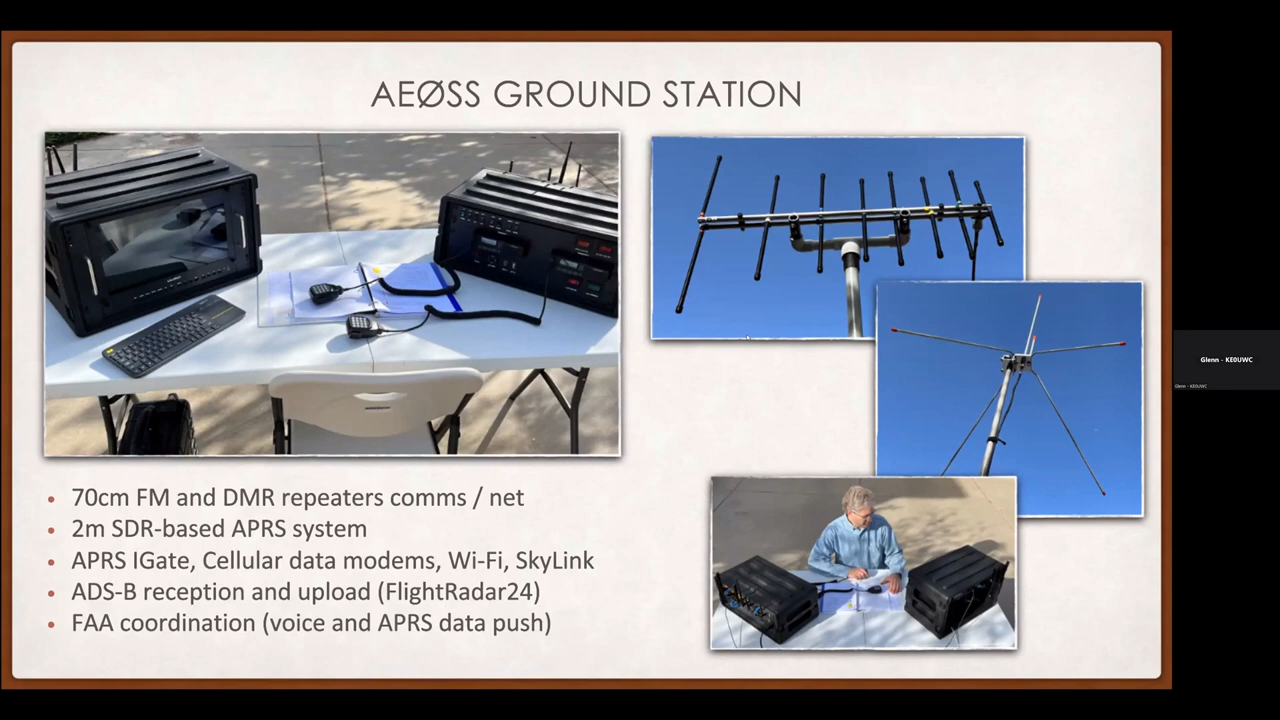 AEØSS GROUND STATION
• 70cm FM and DMR repeaters comms / net
• 2m SDR-based APRS system
• APRS IGate, Cellular data modems, Wi-Fi, SkyLink
• ADS-B reception and upload (FlightRadar24)
• FAA coordination (voice and APRS data push)
Glenn - KE0UWC
Glenn - KE0UWC